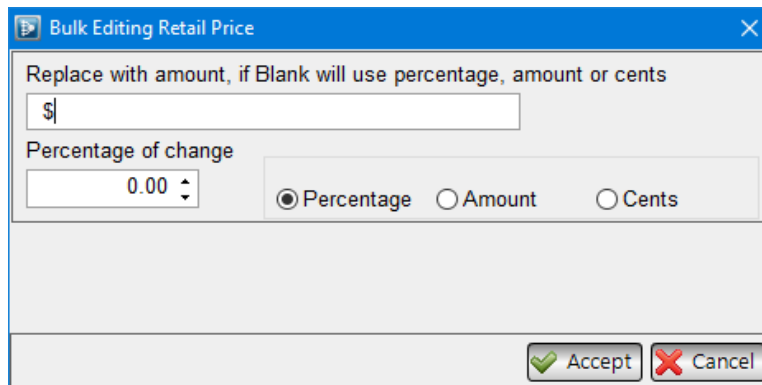 Bulk Editing Retail Price
Replace with amount, if Blank will use percentage, amount or cents
$
Percentage of change
0.00
Percentage Amount Cents
Accept Cancel